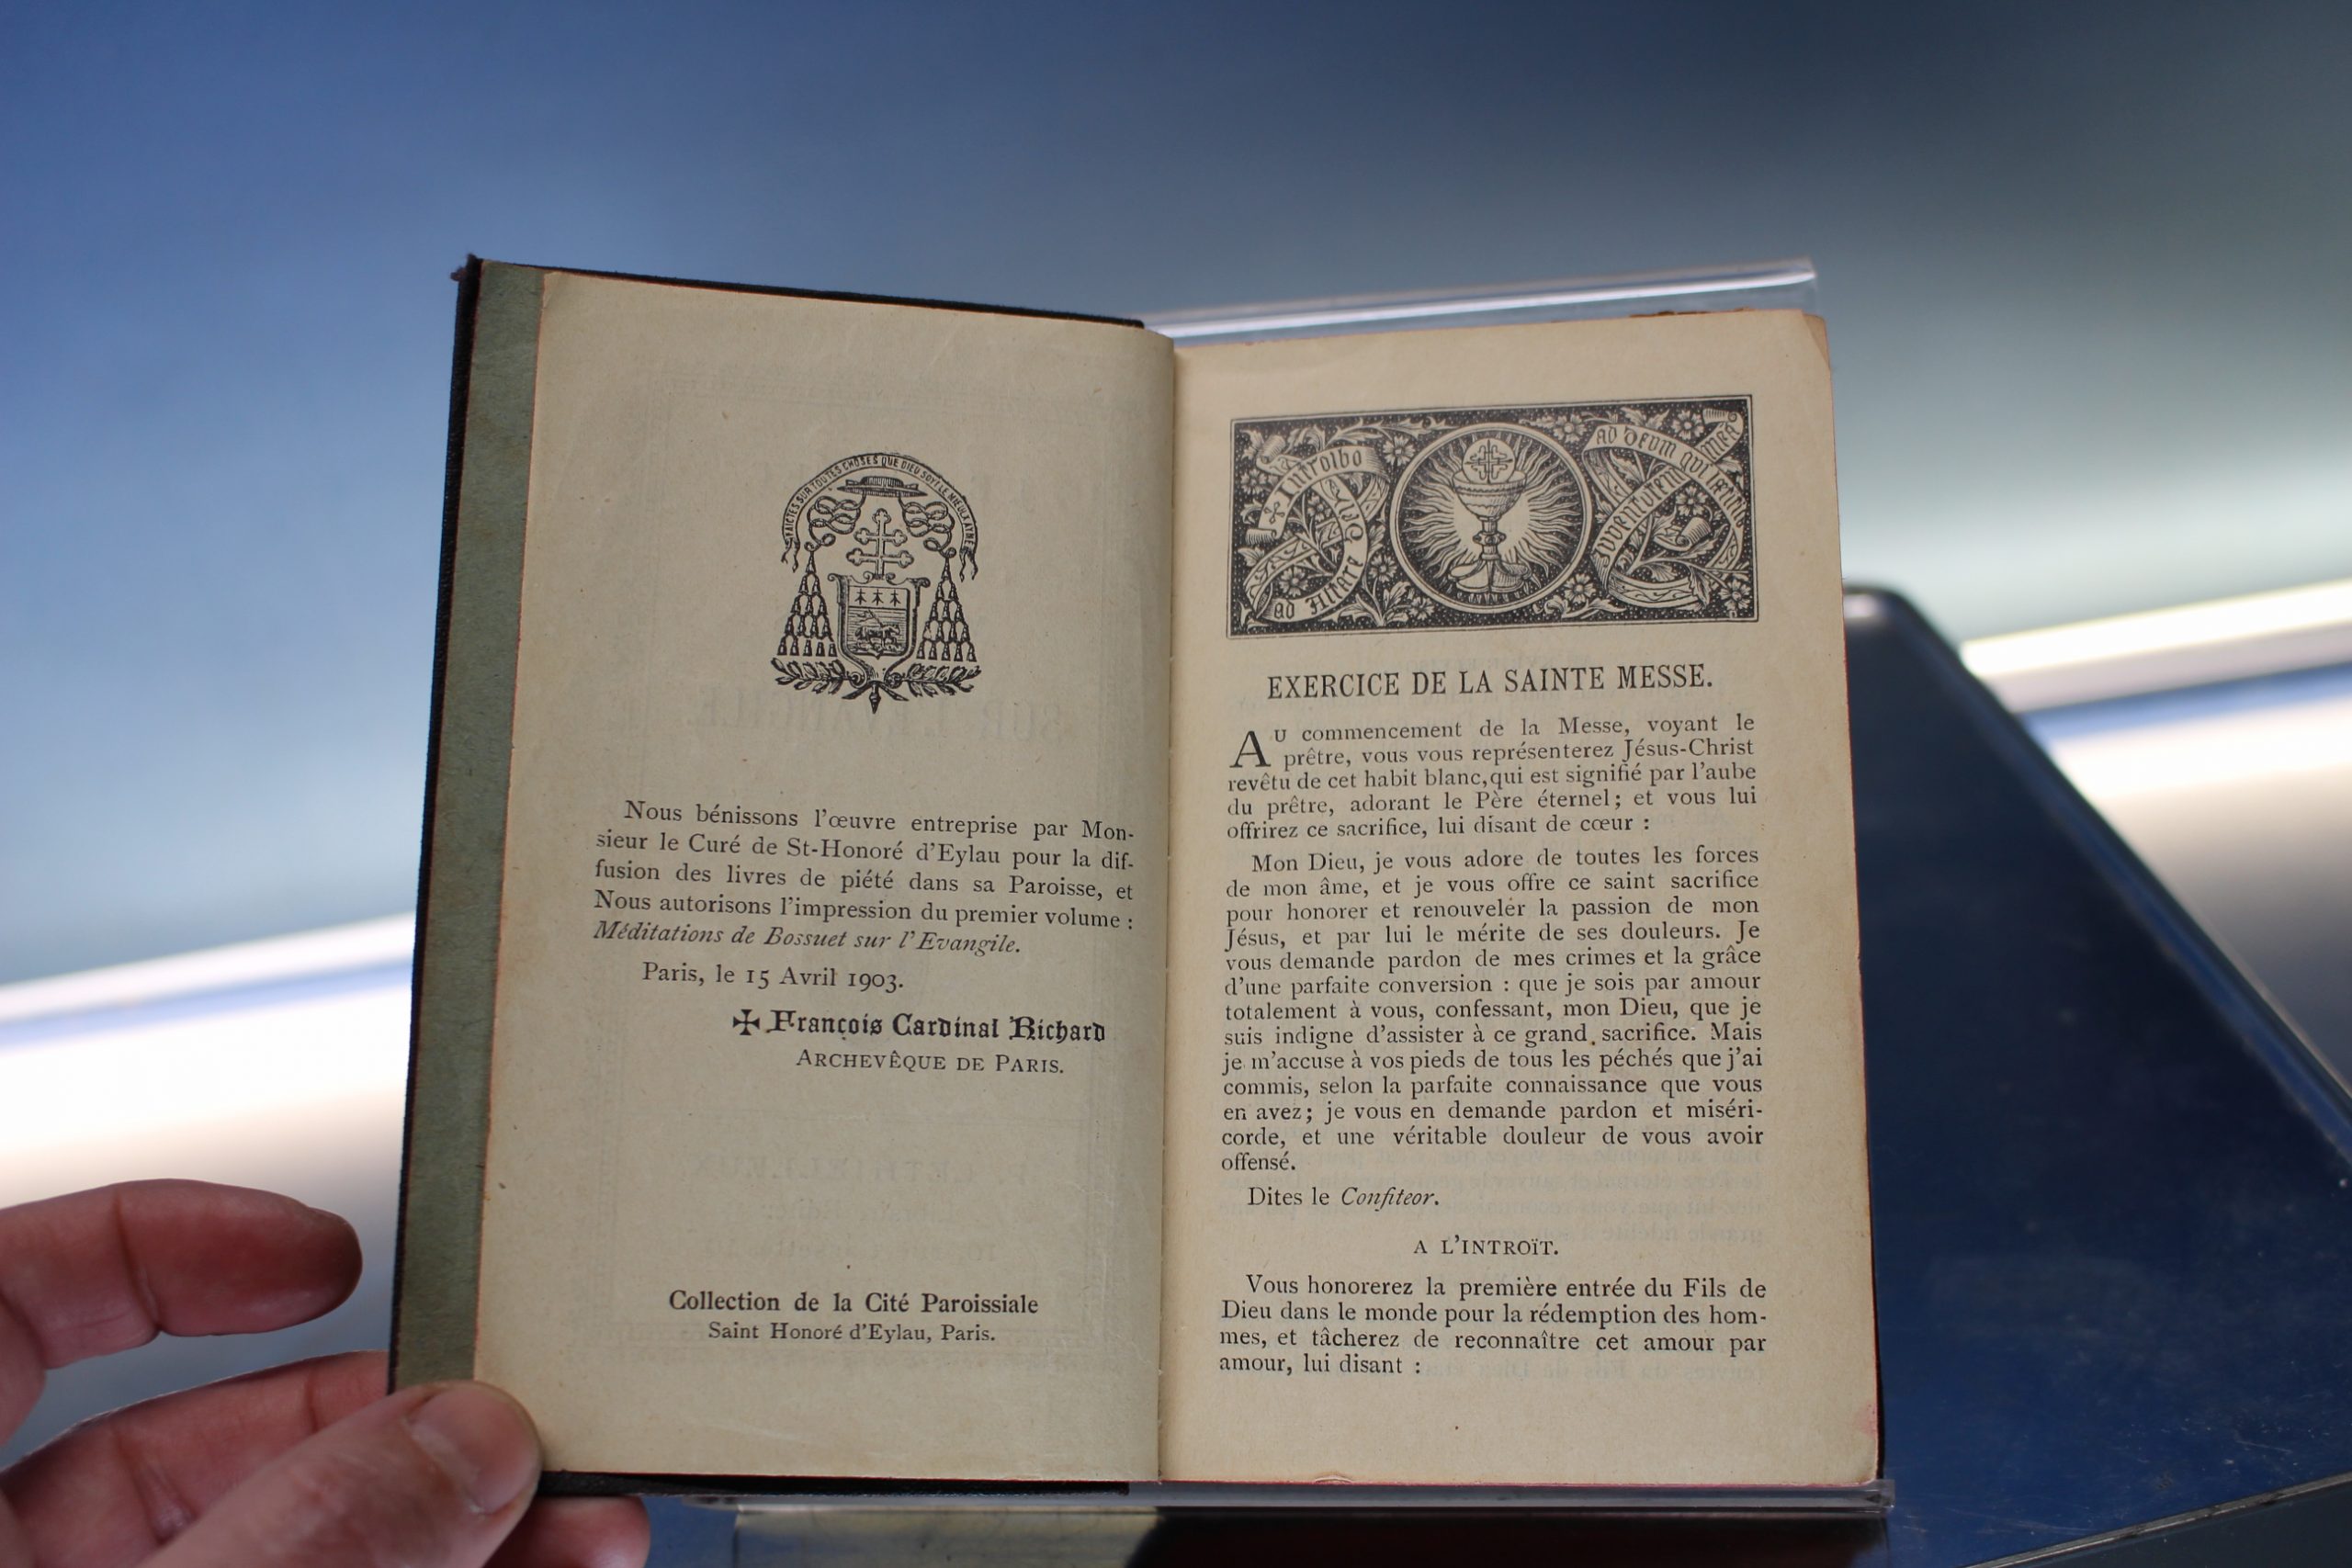 FAICTES SUR TOUTES CHOSES QUE DIEU SOYT LE MIEULX AYMÉ
Nous bénissons l'œuvre entreprise par Mon-
sieur le Curé de St-Honoré d'Eylau pour la dif-
fusion des livres de piété dans sa Paroisse, et
Nous autorisons l'impression du premier volume :
Méditations de Bossuet sur l'Evangile.
Paris, le 15 Avril 1903.
✠ François Cardinal Richard
ARCHEVÊQUE DE PARIS.
Collection de la Cité Paroissiale
Saint Honoré d'Eylau, Paris.
Introibo
ad Altare
Dei
ad Deum qui
Juventutem
EXERCICE DE LA SAINTE MESSE.
AU commencement de la Messe, voyant le
prêtre, vous vous représenterez Jésus-Christ
revêtu de cet habit blanc, qui est signifié par l'aube
du prêtre, adorant le Père éternel; et vous lui
offrirez ce sacrifice, lui disant de cœur :
Mon Dieu, je vous adore de toutes les forces
de mon âme, et je vous offre ce saint sacrifice
pour honorer et renouveler la passion de mon
Jésus, et par lui le mérite de ses douleurs. Je
vous demande pardon de mes crimes et la grâce
d'une parfaite conversion : que je sois par amour
totalement à vous, confessant, mon Dieu, que je
suis indigne d'assister à ce grand sacrifice. Mais
je m'accuse à vos pieds de tous les péchés que j'ai
commis, selon la parfaite connaissance que vous
en avez; je vous en demande pardon et miséri-
corde, et une véritable douleur de vous avoir
offensé.
Dites le Confiteor.
A L'INTROÏT.
Vous honorerez la première entrée du Fils de
Dieu dans le monde pour la rédemption des hom-
mes, et tâcherez de reconnaître cet amour par
amour, lui disant :